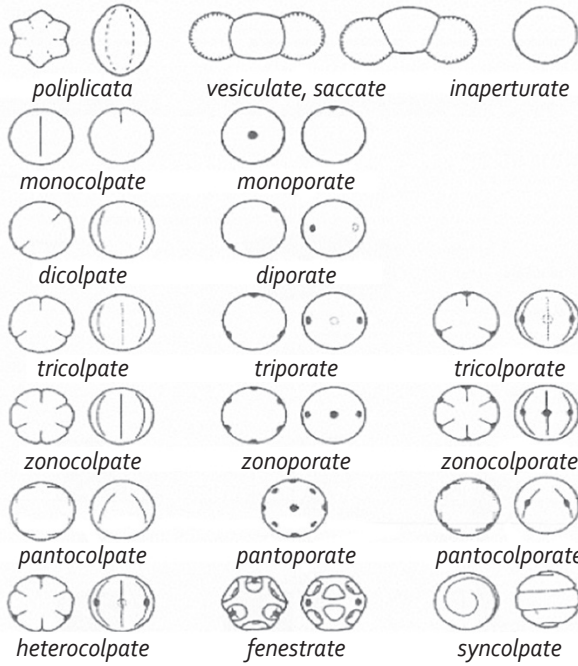 poliplicata vesiculate, saccate inaperturate
monocolpate monoporate
dicolpate diporate
tricolpate triporate tricolporate
zonocolpate zonoporate zonocolporate
pantocolpate pantoporate pantocolporate
heterocolpate fenestrate syncolpate